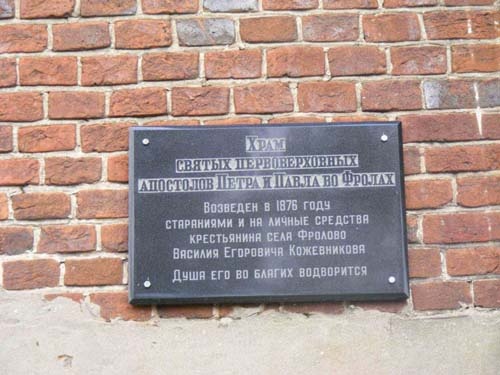 Храм
святых первоверховных
апостолов Петра и Павла во Фролах
Возведен в 1876 году
стараниями и на личные средства
крестьянина села Фролово
Василия Егоровича Кожевникова
Душа его во благих водворится